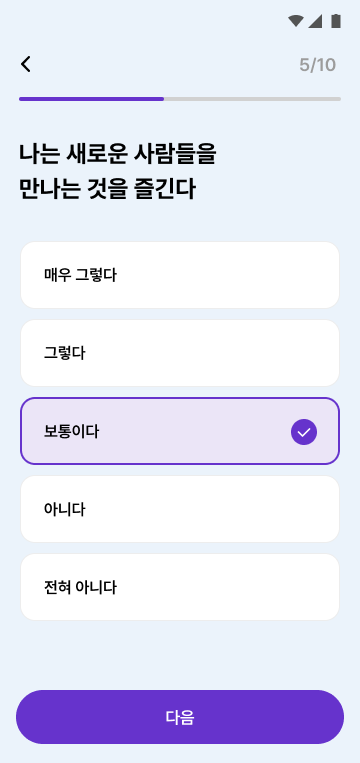 5/10
나는 새로운 사람들을
만나는 것을 즐긴다
매우 그렇다
그렇다
보통이다
아니다
전혀 아니다
다음